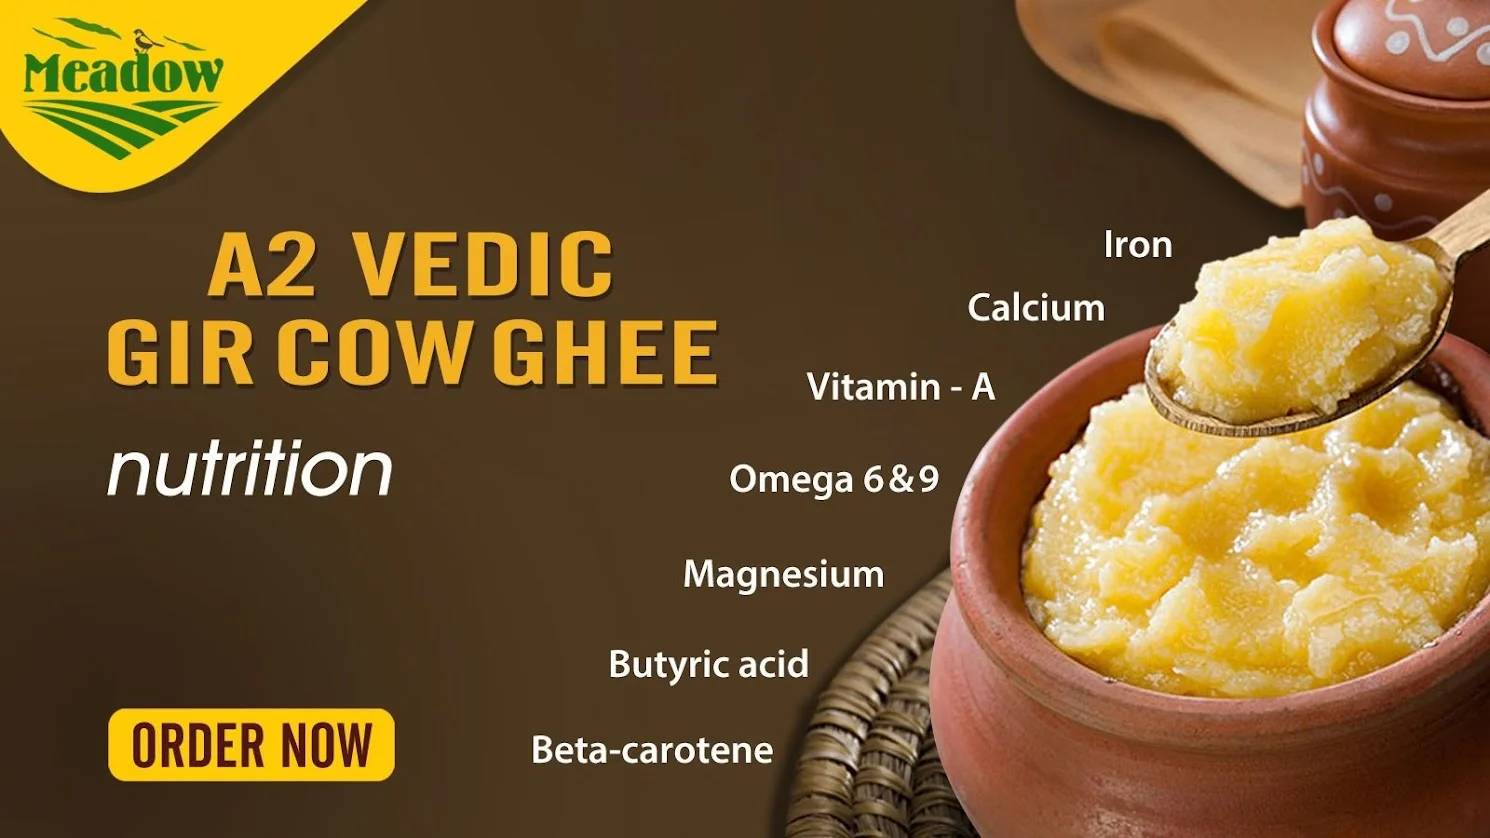 Meadow
A2 VEDIC
GIR COW GHEE
nutrition
Iron
Calcium
Vitamin - A
Omega 6 & 9
Magnesium
Butyric acid
Beta-carotene
ORDER NOW